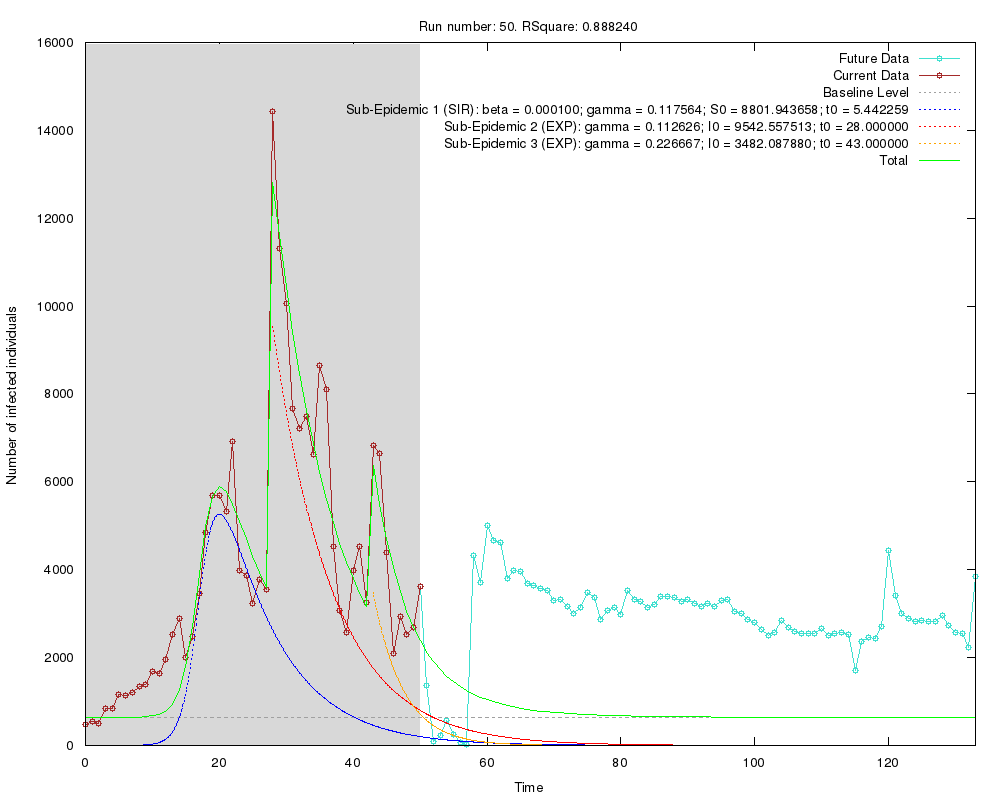 Run number: 50. RSquare: 0.888240
16000
14000
12000
10000
8000
6000
4000
2000
0
Number of infected individuals
Future Data
Current Data
Baseline Level
Sub-Epidemic 1 (SIR): beta = 0.000100; gamma = 0.117564; S0 = 8801.943658; t0 = 5.442259
Sub-Epidemic 2 (EXP): gamma = 0.112626; I0 = 9542.557513; t0 = 28.000000
Sub-Epidemic 3 (EXP): gamma = 0.226667; I0 = 3482.087880; t0 = 43.000000
Total
0 20 40 60 80 100 120
Time